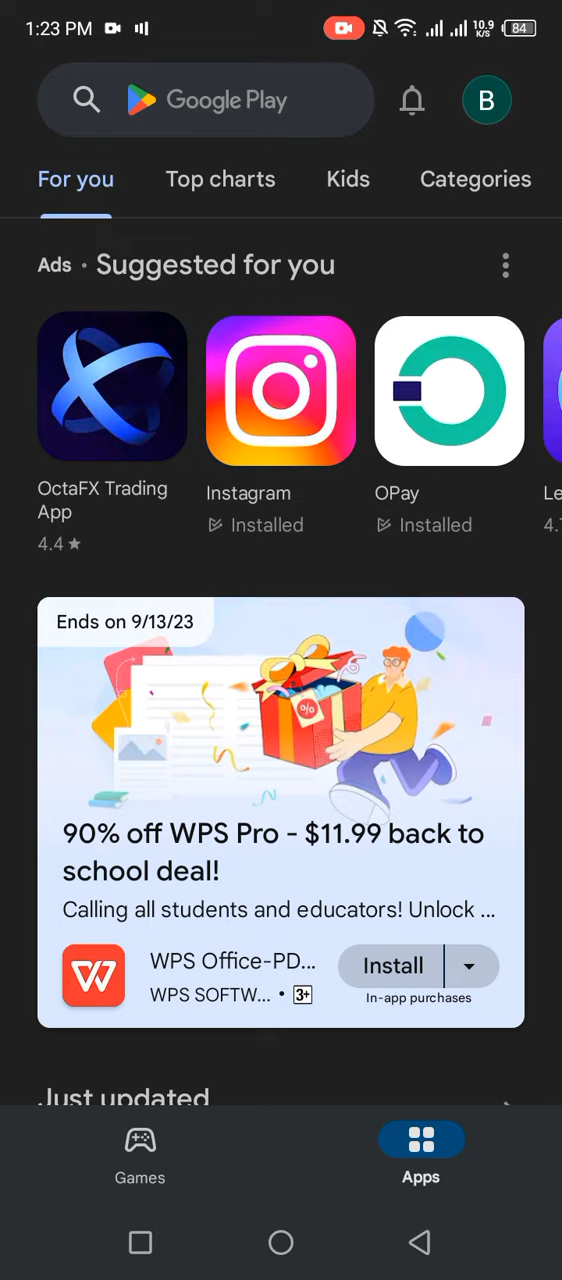 1:23 PM 10.9 K/S 84
Google Play B
For you Top charts Kids Categories
Ads • Suggested for you
OctaFX Trading App
4.4
Instagram
Installed
OPay
Installed
Le
4.
Ends on 9/13/23
%
90% off WPS Pro - $11.99 back to
school deal!
Calling all students and educators! Unlock ...
WPS Office-PD...
WPS SOFTW... • 3+
Install
In-app purchases
Just updated
Games Apps